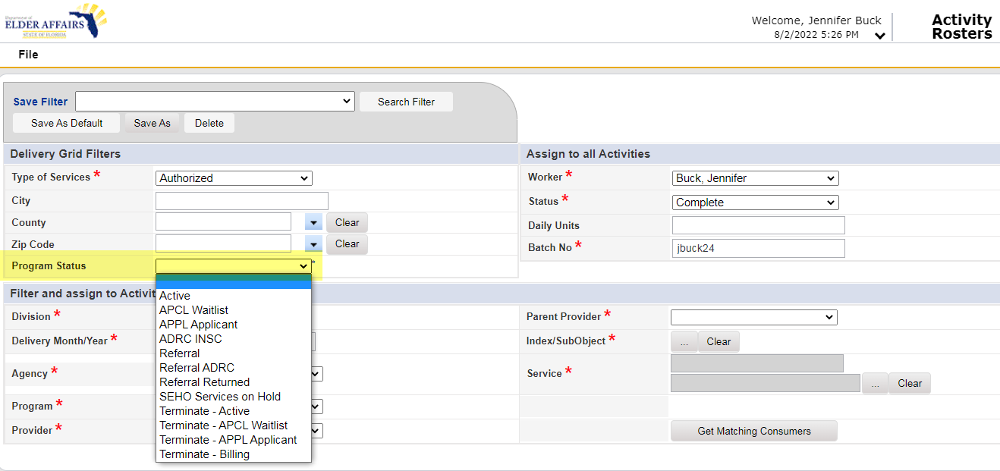 Department of
ELDER AFFAIRS
STATE OF FLORIDA
Welcome, Jennifer Buck
8/2/2022 5:26 PM
Activity
Rosters
File
Save Filter
Search Filter
Save As Default Save As Delete
Delivery Grid Filters
Type of Services * Authorized
City
County Clear
Zip Code Clear
Program Status *
Active
APCL Waitlist
APPL Applicant
ADRC INSC
Referral
Referral ADRC
Referral Returned
SEHO Services on Hold
Terminate - Active
Terminate - APCL Waitlist
Terminate - APPL Applicant
Terminate - Billing
Assign to all Activities
Worker * Buck, Jennifer
Status * Complete
Daily Units
Batch No * jbuck24
Filter and assign to Activit
Division *
Delivery Month/Year *
Agency *
Program *
Provider *
Parent Provider *
Index/SubObject * ... Clear
Service * ... Clear
Get Matching Consumers